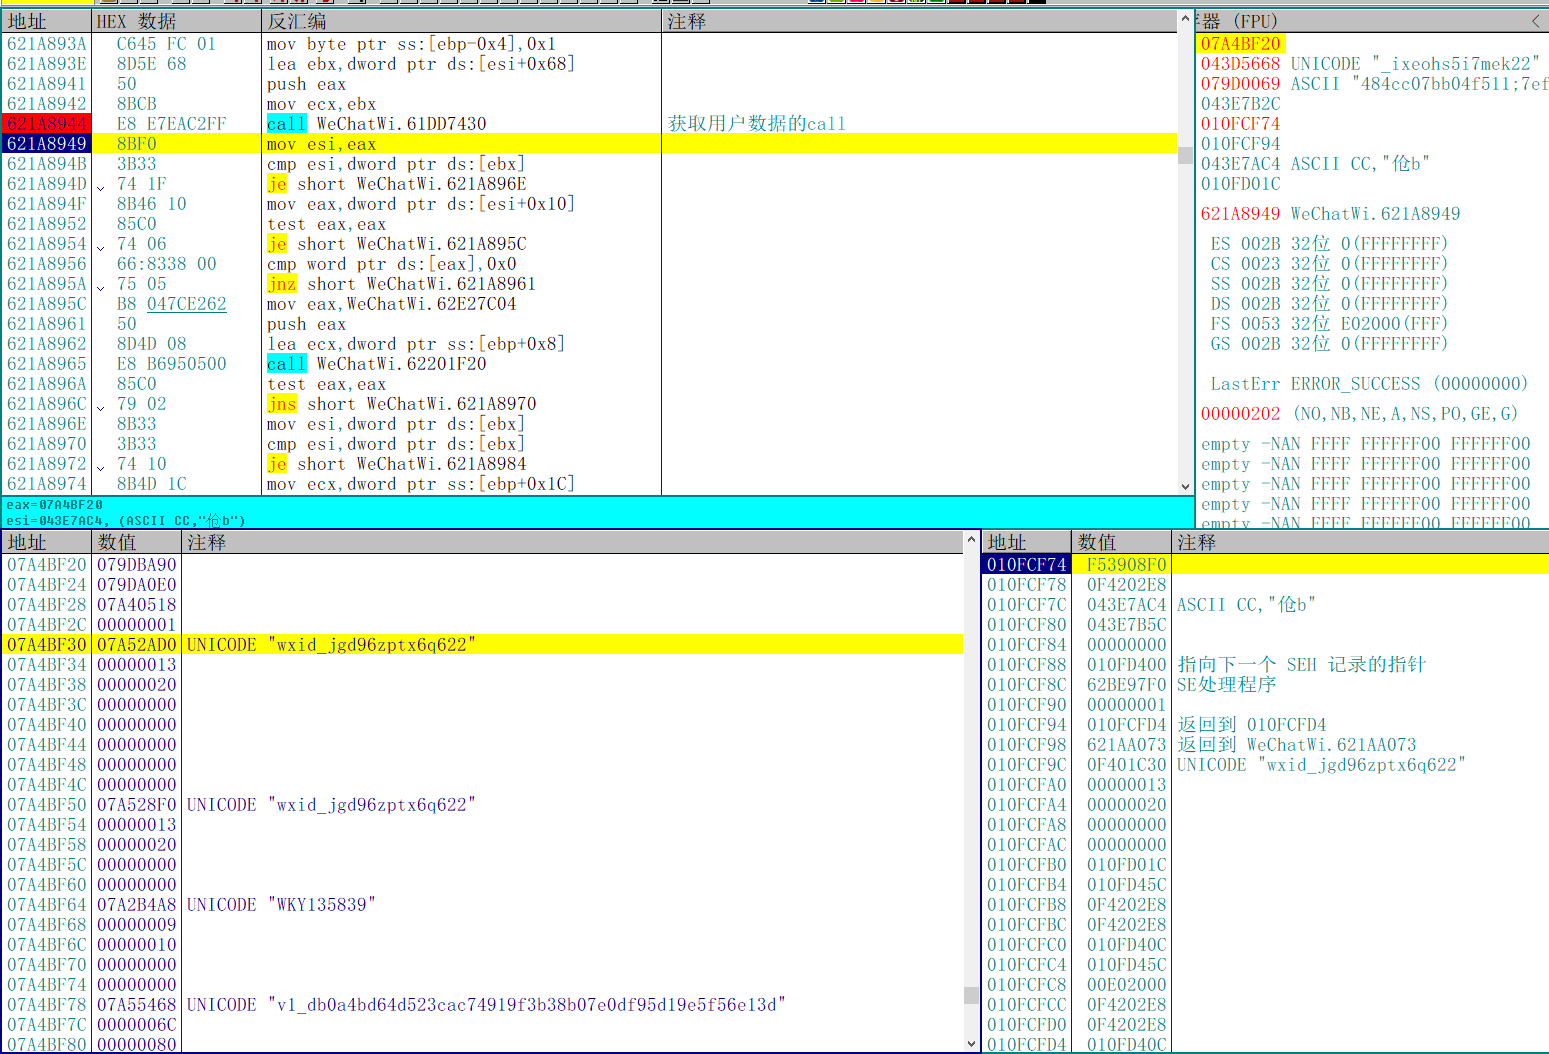 地址 HEX 数据 反汇编 注释
621A893A C645 FC 01 mov byte ptr ss:[ebp-0x4],0x1
621A893E 8D5E 68 lea ebx,dword ptr ds:[esi+0x68]
621A8941 50 push eax
621A8942 8BCB mov ecx,ebx
621A8944 E8 E7EAC2FF call WeChatWi.61DD7430 获取用户数据的call
621A8949 8BF0 mov esi,eax
621A894B 3B33 cmp esi,dword ptr ds:[ebx]
621A894D 74 1F je short WeChatWi.621A896E
621A894F 8B46 10 mov eax,dword ptr ds:[esi+0x10]
621A8952 85C0 test eax,eax
621A8954 74 06 je short WeChatWi.621A895C
621A8956 66:8338 00 cmp word ptr ds:[eax],0x0
621A895A 75 05 jnz short WeChatWi.621A8961
621A895C B8 047CE262 mov eax,WeChatWi.62E27C04
621A8961 50 push eax
621A8962 8D4D 08 lea ecx,dword ptr ss:[ebp+0x8]
621A8965 E8 B6950500 call WeChatWi.62201F20
621A896A 85C0 test eax,eax
621A896C 79 02 jns short WeChatWi.621A8970
621A896E 8B33 mov esi,dword ptr ds:[ebx]
621A8970 3B33 cmp esi,dword ptr ds:[ebx]
621A8972 74 10 je short WeChatWi.621A8984
621A8974 8B4D 1C mov ecx,dword ptr ss:[ebp+0x1C]
eax=07A4BF20
esi=043E7AC4, (ASCII CC,"伧b")
器 (FPU) <
07A4BF20
043D5668 UNICODE "_ixeohs5i7mek22"
079D0069 ASCII "484cc07bb04f511;7ef
043E7B2C
010FCF74
010FCF94
043E7AC4 ASCII CC,"伧b"
010FD01C
621A8949 WeChatWi.621A8949
ES 002B 32位 0(FFFFFFFF)
CS 0023 32位 0(FFFFFFFF)
SS 002B 32位 0(FFFFFFFF)
DS 002B 32位 0(FFFFFFFF)
FS 0053 32位 E02000(FFF)
GS 002B 32位 0(FFFFFFFF)
LastErr ERROR_SUCCESS (00000000)
00000202 (NO,NB,NE,A,NS,PO,GE,G)
empty -NAN FFFF FFFFFF00 FFFFFF00
empty -NAN FFFF FFFFFF00 FFFFFF00
empty -NAN FFFF FFFFFF00 FFFFFF00
empty -NAN FFFF FFFFFF00 FFFFFF00
empty -NAN FFFF FFFFFF00 FFFFFF00
地址 数值 注释
07A4BF20 079DBA90
07A4BF24 079DA0E0
07A4BF28 07A40518
07A4BF2C 00000001
07A4BF30 07A52AD0 UNICODE "wxid_jgd96zptx6q622"
07A4BF34 00000013
07A4BF38 00000020
07A4BF3C 00000000
07A4BF40 00000000
07A4BF44 00000000
07A4BF48 00000000
07A4BF4C 00000000
07A4BF50 07A528F0 UNICODE "wxid_jgd96zptx6q622"
07A4BF54 00000013
07A4BF58 00000020
07A4BF5C 00000000
07A4BF60 00000000
07A4BF64 07A2B4A8 UNICODE "WKY135839"
07A4BF68 00000009
07A4BF6C 00000010
07A4BF70 00000000
07A4BF74 00000000
07A4BF78 07A55468 UNICODE "v1_db0a4bd64d523cac74919f3b38b07e0df95d19e5f56e13d"
07A4BF7C 0000006C
07A4BF80 00000080
地址 数值 注释
010FCF74 F53908F0
010FCF78 0F4202E8
010FCF7C 043E7AC4 ASCII CC,"伧b"
010FCF80 043E7B5C
010FCF84 00000000
010FCF88 010FD400 指向下一个 SEH 记录的指针
010FCF8C 62BE97F0 SE处理程序
010FCF90 00000001
010FCF94 010FCFD4 返回到 010FCFD4
010FCF98 621AA073 返回到 WeChatWi.621AA073
010FCF9C 0F401C30 UNICODE "wxid_jgd96zptx6q622"
010FCFA0 00000013
010FCFA4 00000020
010FCFA8 00000000
010FCFAC 00000000
010FCFB0 010FD01C
010FCFB4 010FD45C
010FCFB8 0F4202E8
010FCFBC 0F4202E8
010FCFC0 010FD40C
010FCFC4 010FD45C
010FCFC8 00E02000
010FCFCC 0F4202E8
010FCFD0 0F4202E8
010FCFD4 010FD40C